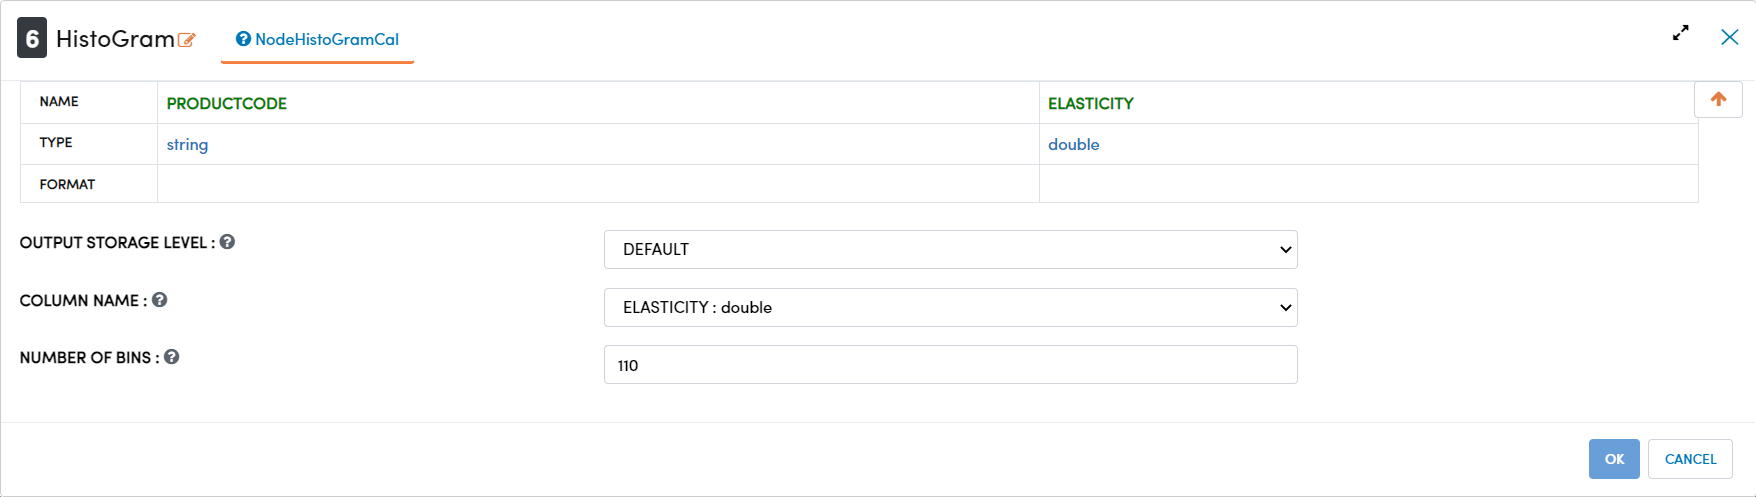 6 HistoGram NodeHistoGramCal
NAME PRODUCTCODE ELASTICITY
TYPE string double
FORMAT
OUTPUT STORAGE LEVEL : DEFAULT
COLUMN NAME : ELASTICITY : double
NUMBER OF BINS : 110
OK CANCEL